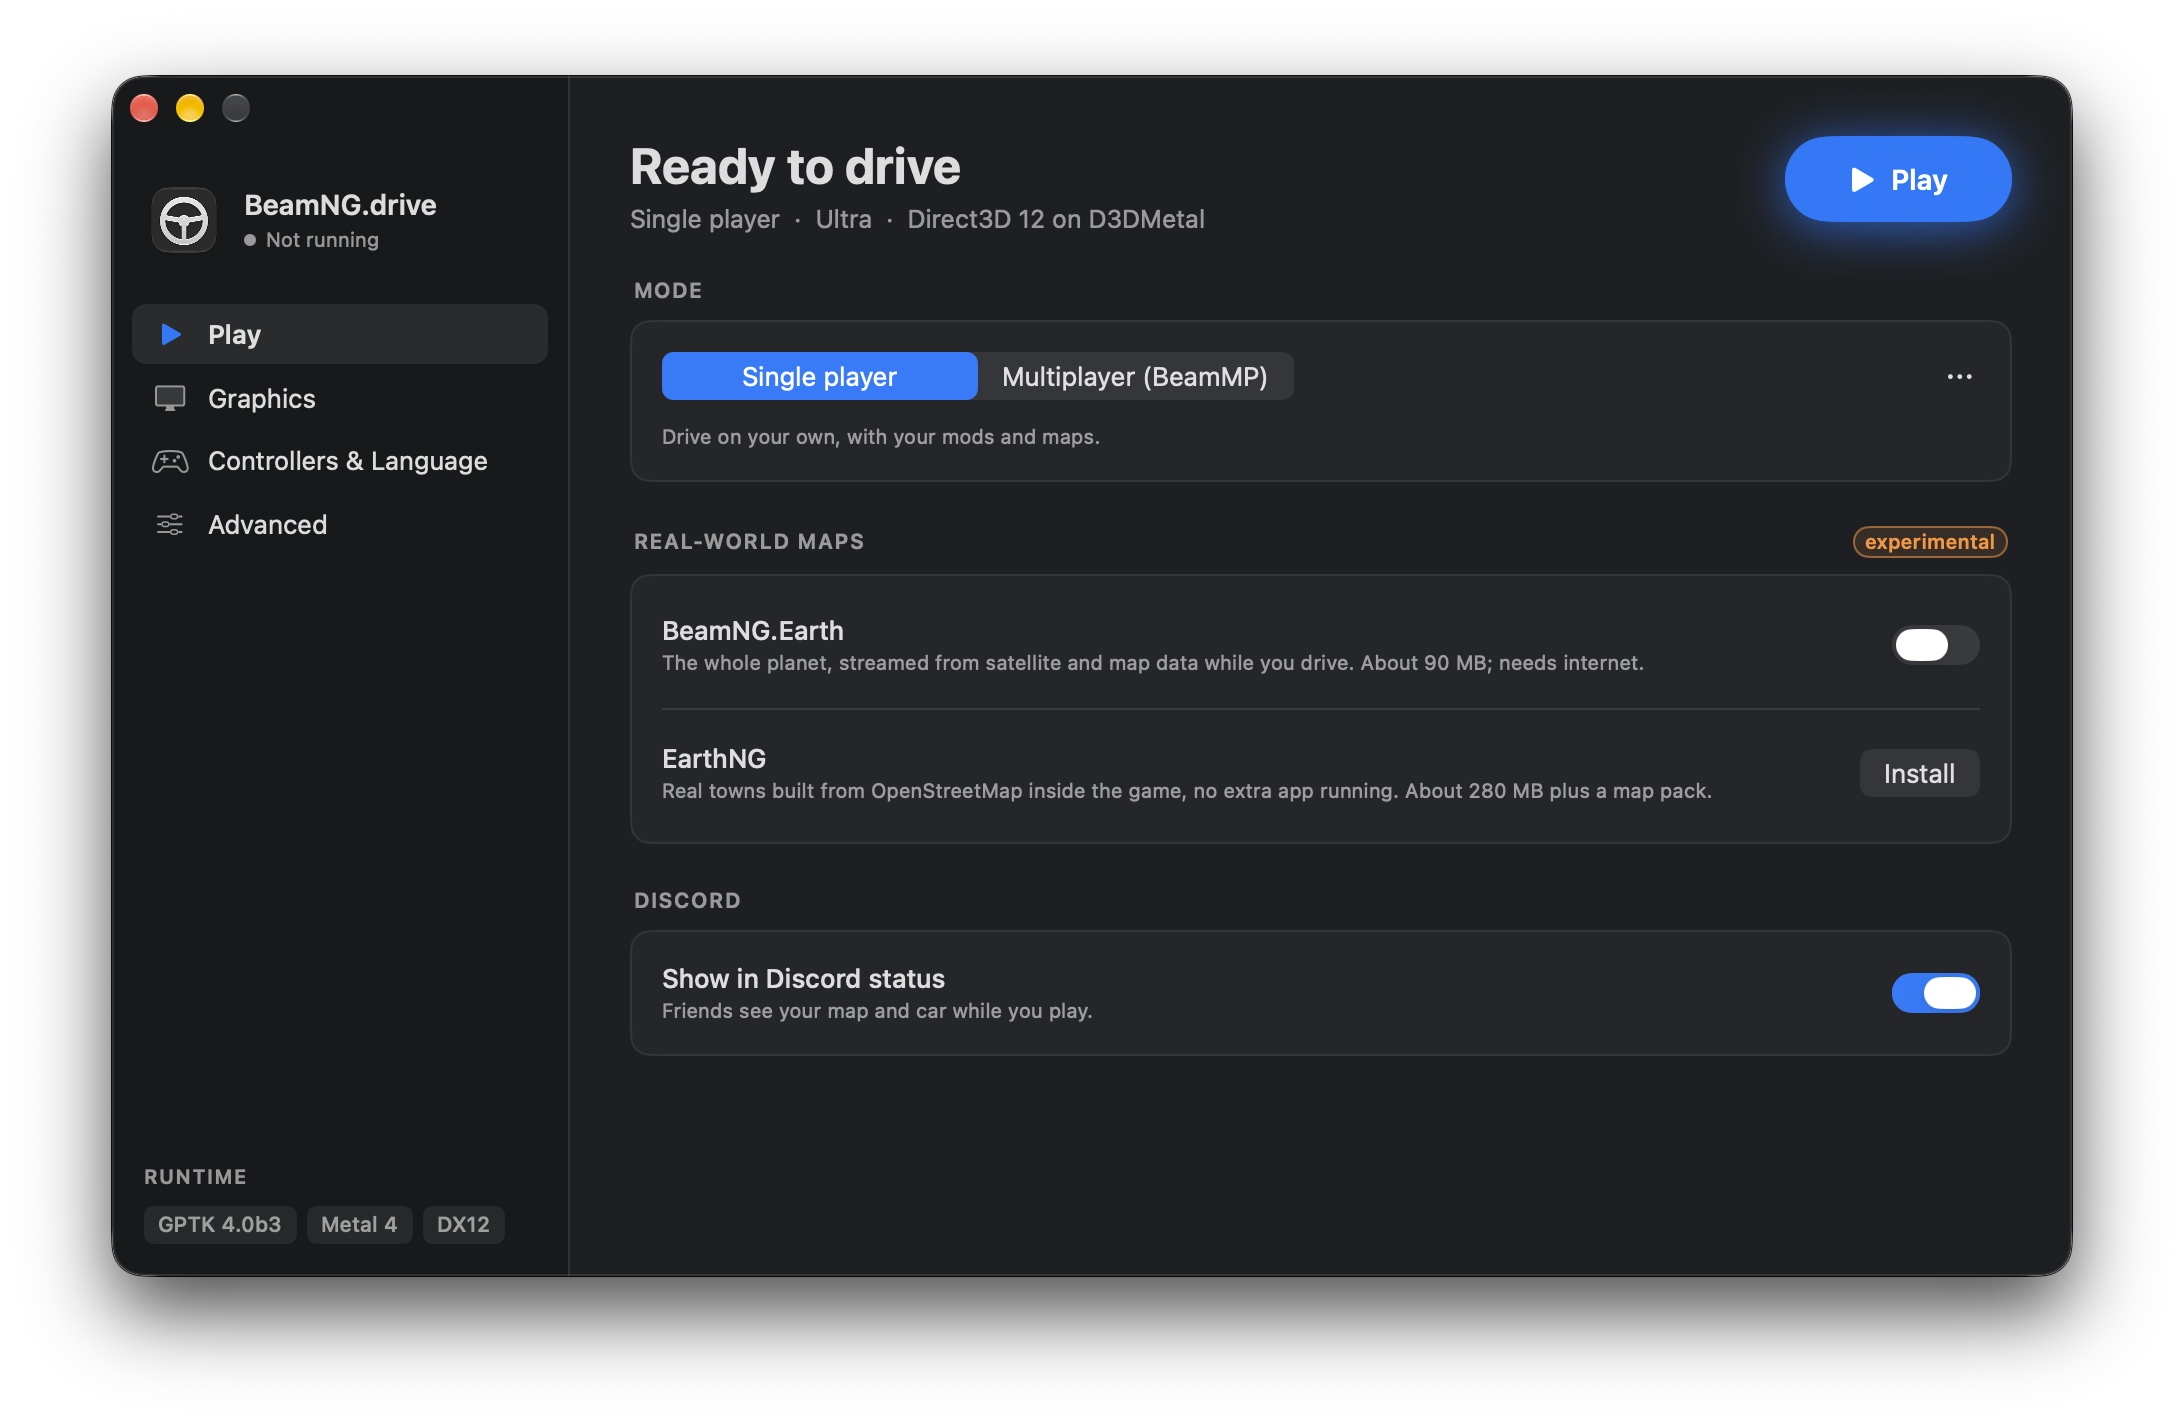 BeamNG.drive
Not running
Play
Graphics
Controllers & Language
Advanced
RUNTIME
GPTK 4.0b3 Metal 4 DX12
Ready to drive
Single player · Ultra · Direct3D 12 on D3DMetal
Play
MODE
Single player Multiplayer (BeamMP)
Drive on your own, with your mods and maps.
REAL-WORLD MAPS experimental
BeamNG.Earth
The whole planet, streamed from satellite and map data while you drive. About 90 MB; needs internet.
EarthNG
Real towns built from OpenStreetMap inside the game, no extra app running. About 280 MB plus a map pack.
Install
DISCORD
Show in Discord status
Friends see your map and car while you play.